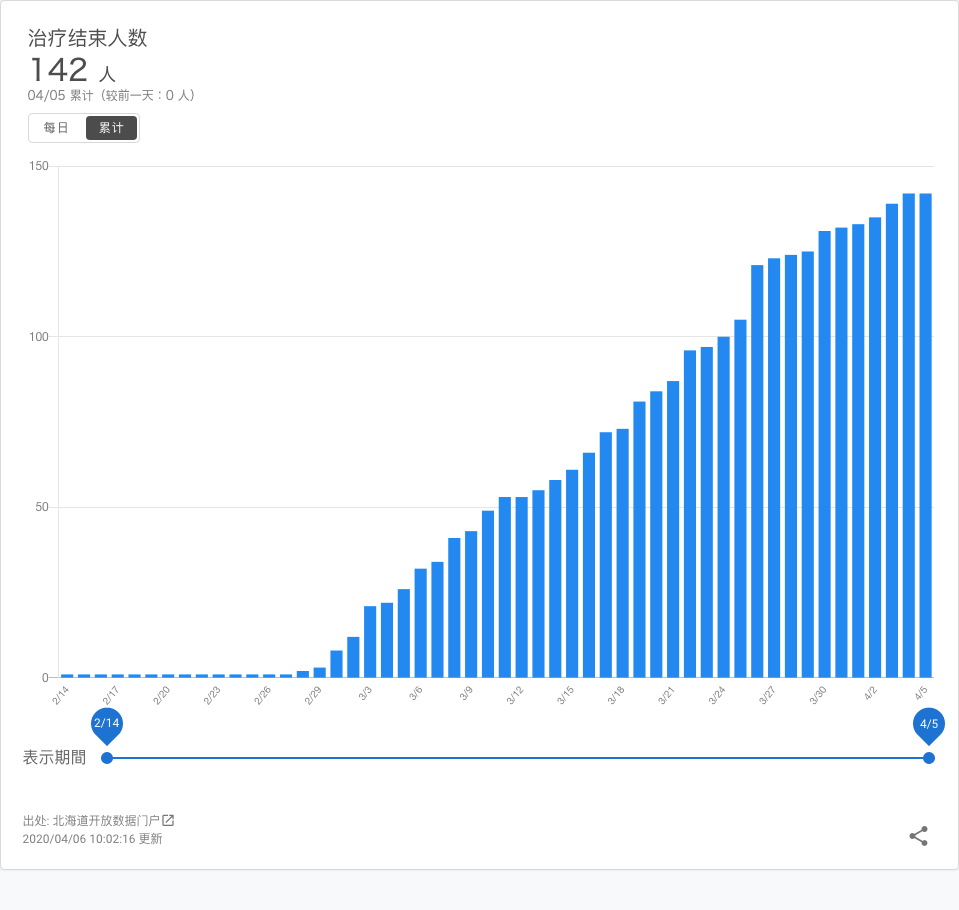 治疗结束人数
142 人
04/05 累计（较前一天：0 人）
每日 累计
150
100
50
0
2/14 2/17 2/20 2/23 2/26 2/29 3/3 3/6 3/9 3/12 3/15 3/18 3/21 3/24 3/27 3/30 4/2 4/5
2/14 4/5
表示期間
出处: 北海道开放数据门户
2020/04/06 10:02:16 更新